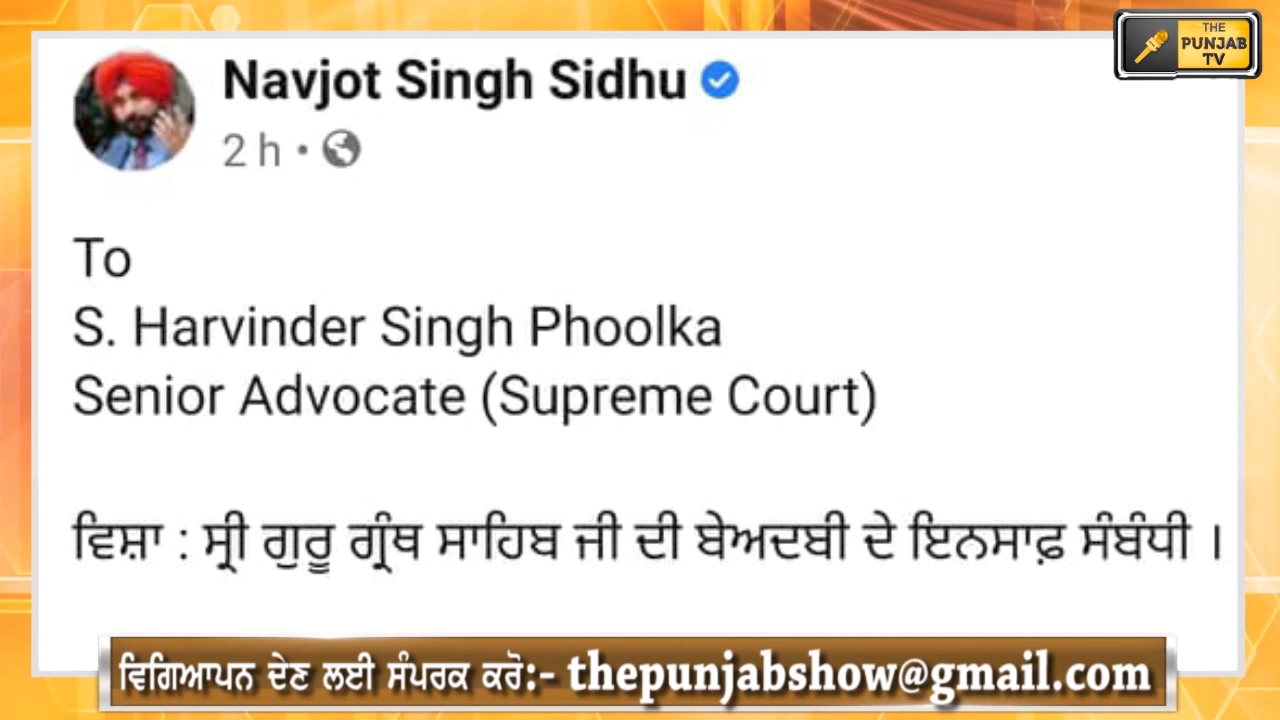 THE
PUNJAB
TV
Navjot Singh Sidhu
2 h •
To
S. Harvinder Singh Phoolka
Senior Advocate (Supreme Court)
ਵਿਸ਼ਾ : ਸ੍ਰੀ ਗੁਰੂ ਗ੍ਰੰਥ ਸਾਹਿਬ ਜੀ ਦੀ ਬੇਅਦਬੀ ਦੇ ਇਨਸਾਫ਼ ਸੰਬੰਧੀ ।
ਵਿਗਿਆਪਨ ਦੇਣ ਲਈ ਸੰਪਰਕ ਕਰੋ:- thepunjabshow@gmail.com